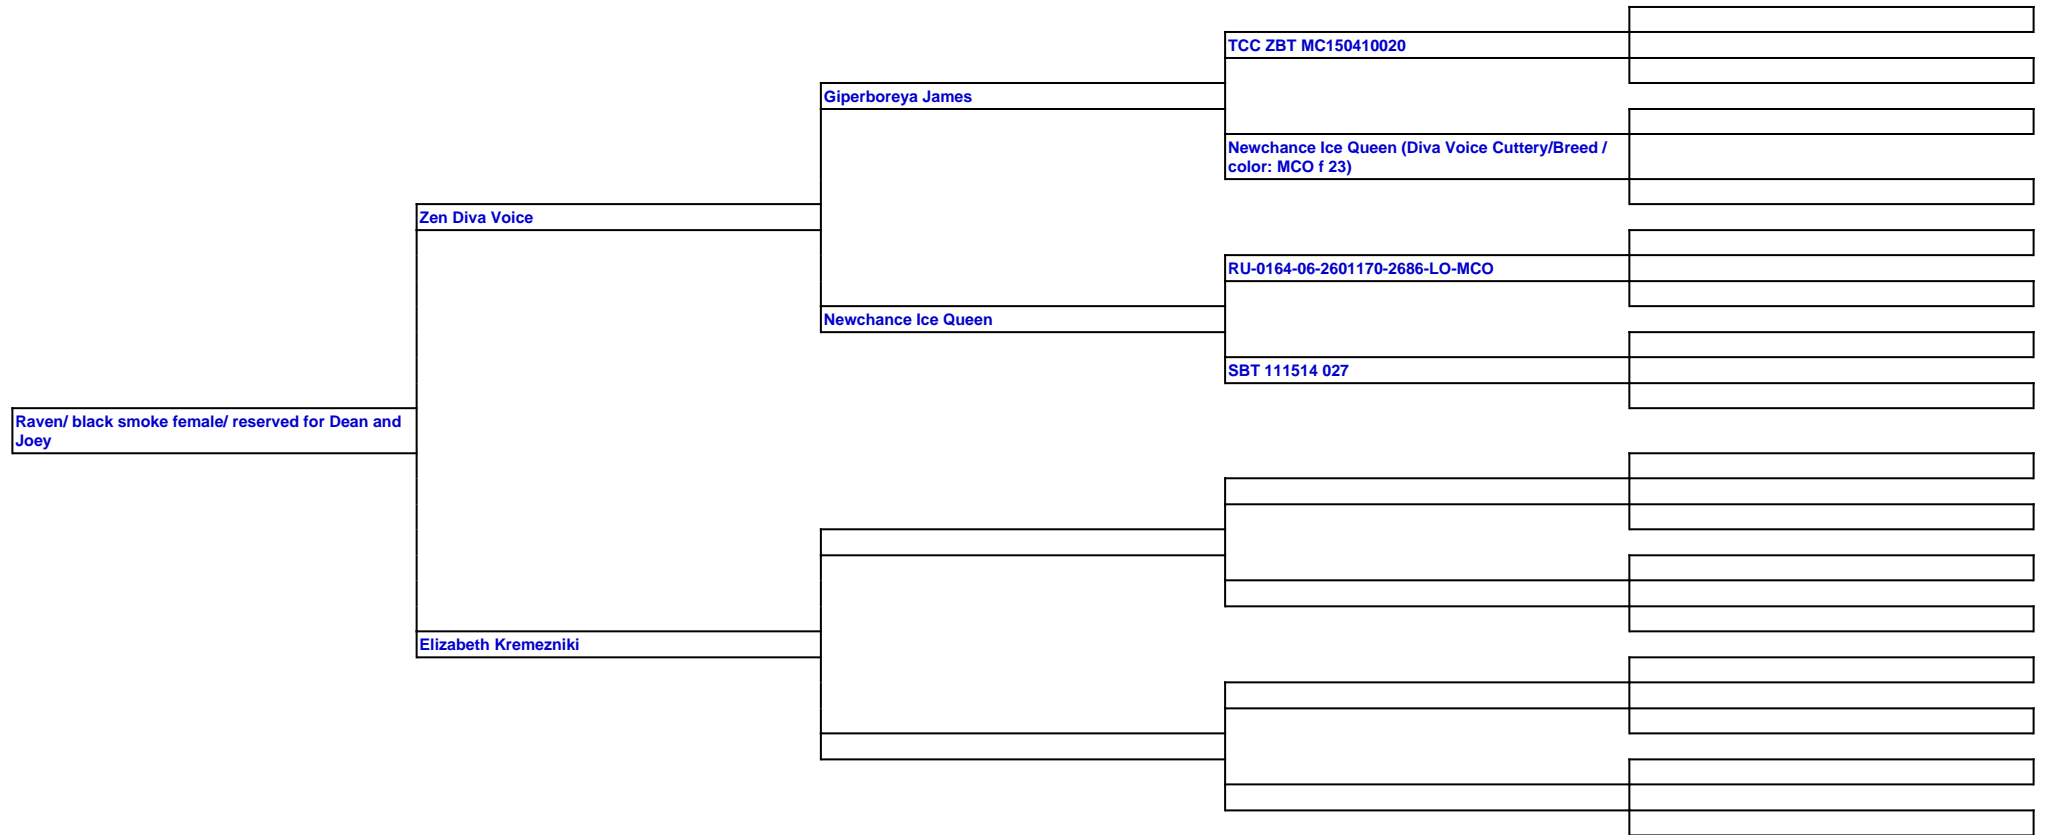 TCC ZBT MC150410020
Giperboreya James
Newchance Ice Queen (Diva Voice Cuttery/Breed /
color: MCO f 23)
Zen Diva Voice
RU-0164-06-2601170-2686-LO-MCO
Newchance Ice Queen
SBT 111514 027
Raven/ black smoke female/ reserved for Dean and
Joey
Elizabeth Kremezniki